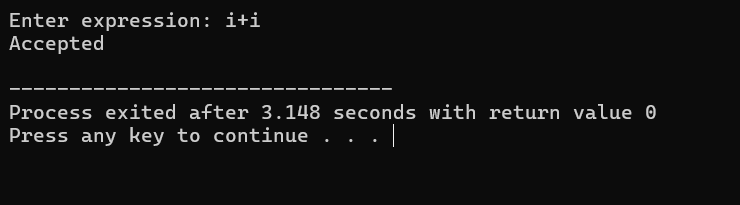 Enter expression: i+i
Accepted
--------------------------------
Process exited after 3.148 seconds with return value 0
Press any key to continue . . .